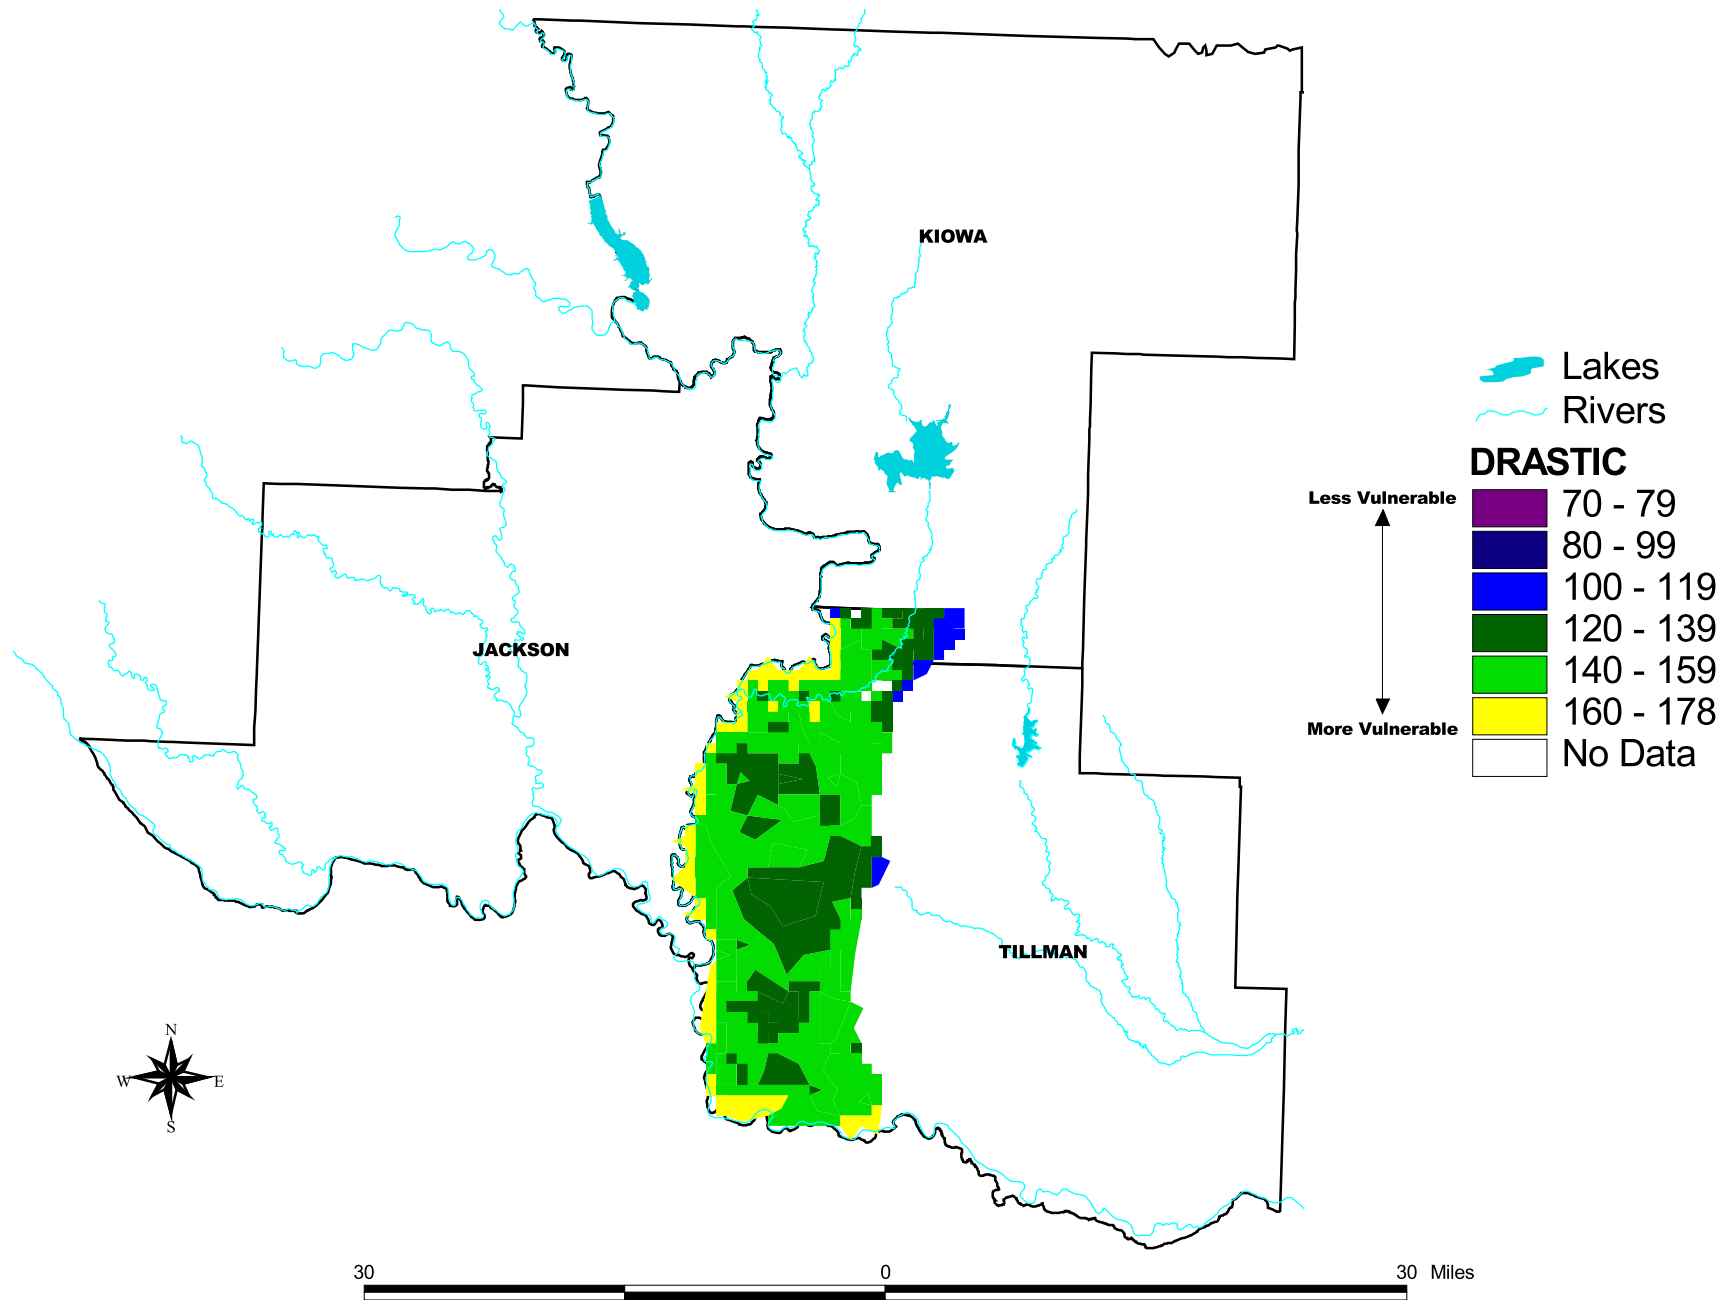 KIOWA
JACKSON
TILLMAN
Lakes
Rivers
DRASTIC
Less Vulnerable
More Vulnerable
70 - 79
80 - 99
100 - 119
120 - 139
140 - 159
160 - 178
No Data
N
W E
S
30 0 30 Miles